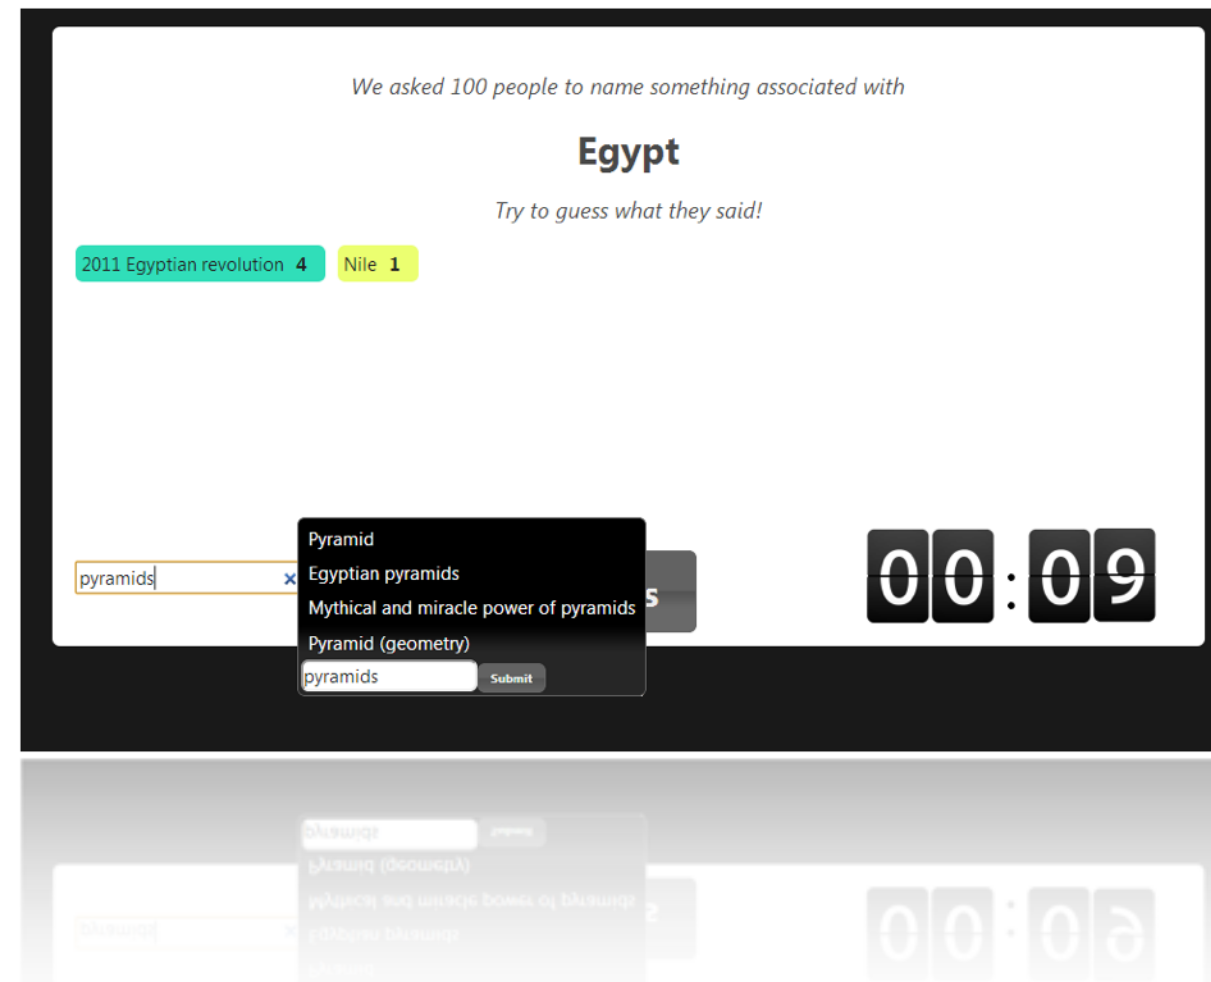 We asked 100 people to name something associated with
Egypt
Try to guess what they said!
2011 Egyptian revolution 4 Nile 1
Pyramid
pyramids
Egyptian pyramids
Mythical and miracle power of pyramids
s
Pyramid (geometry)
pyramids Submit
00:09